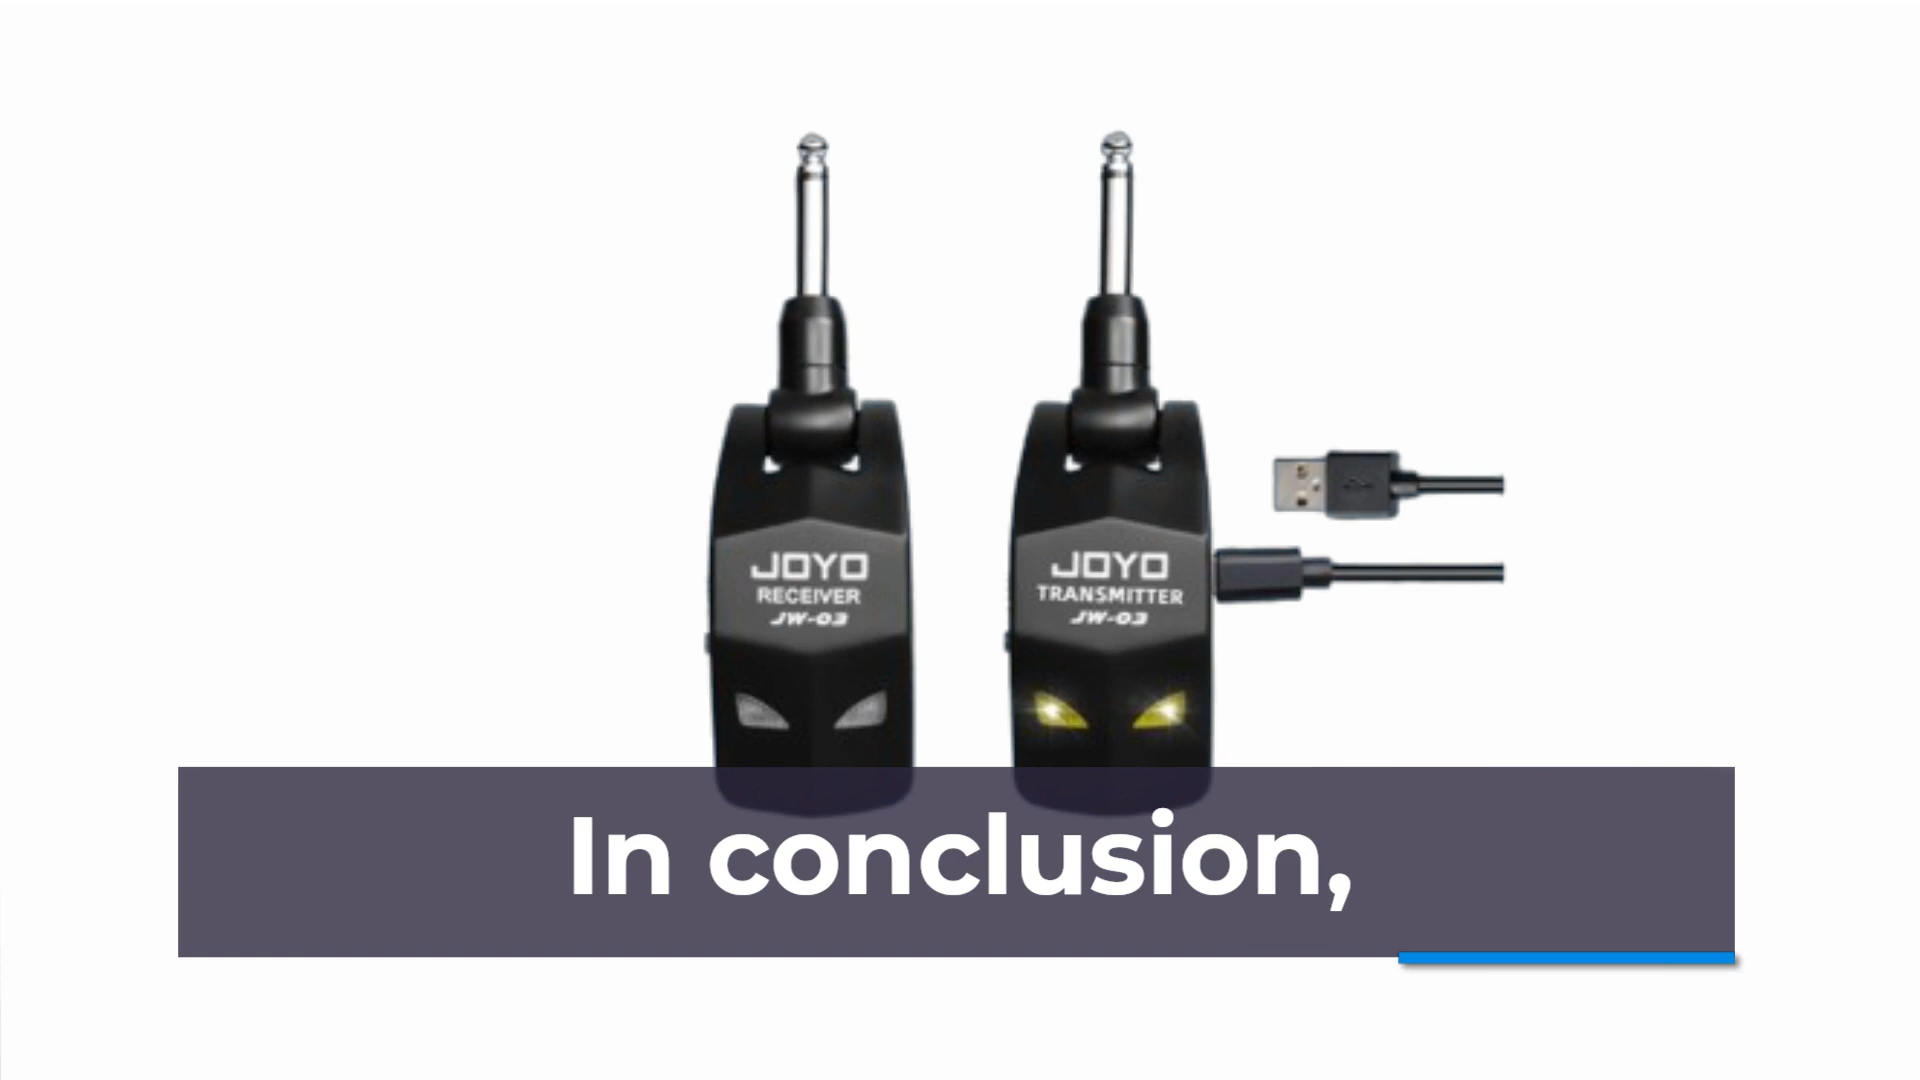 JOYO
RECEIVER
JW-03
JOYO
TRANSMITTER
JW-03
In conclusion,